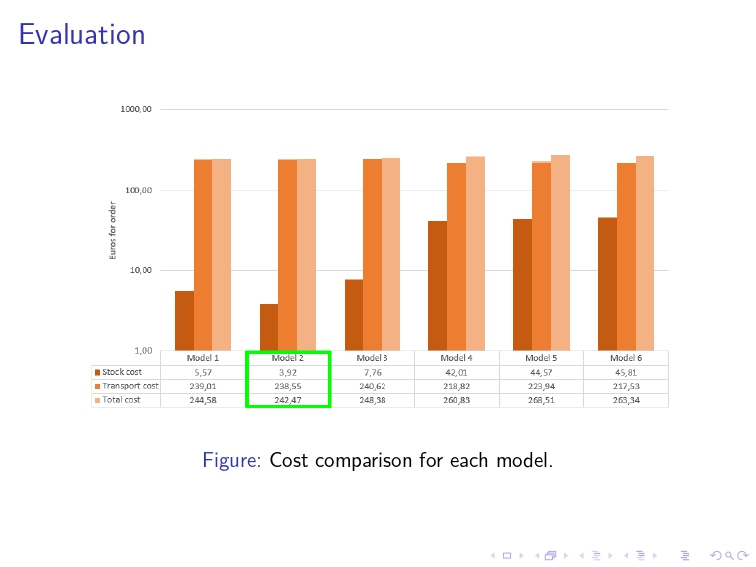 Evaluation
1000,00
100,00
10,00
1,00
Euros for order
Model 1 Model 2 Model 3 Model 4 Model 5 Model 6
Stock cost 5,57 3,92 7,76 42,01 44,57 45,81
Transport cost 239,01 238,55 240,62 218,82 223,94 217,53
Total cost 244,58 242,47 248,38 260,83 268,51 263,34
Figure: Cost comparison for each model.